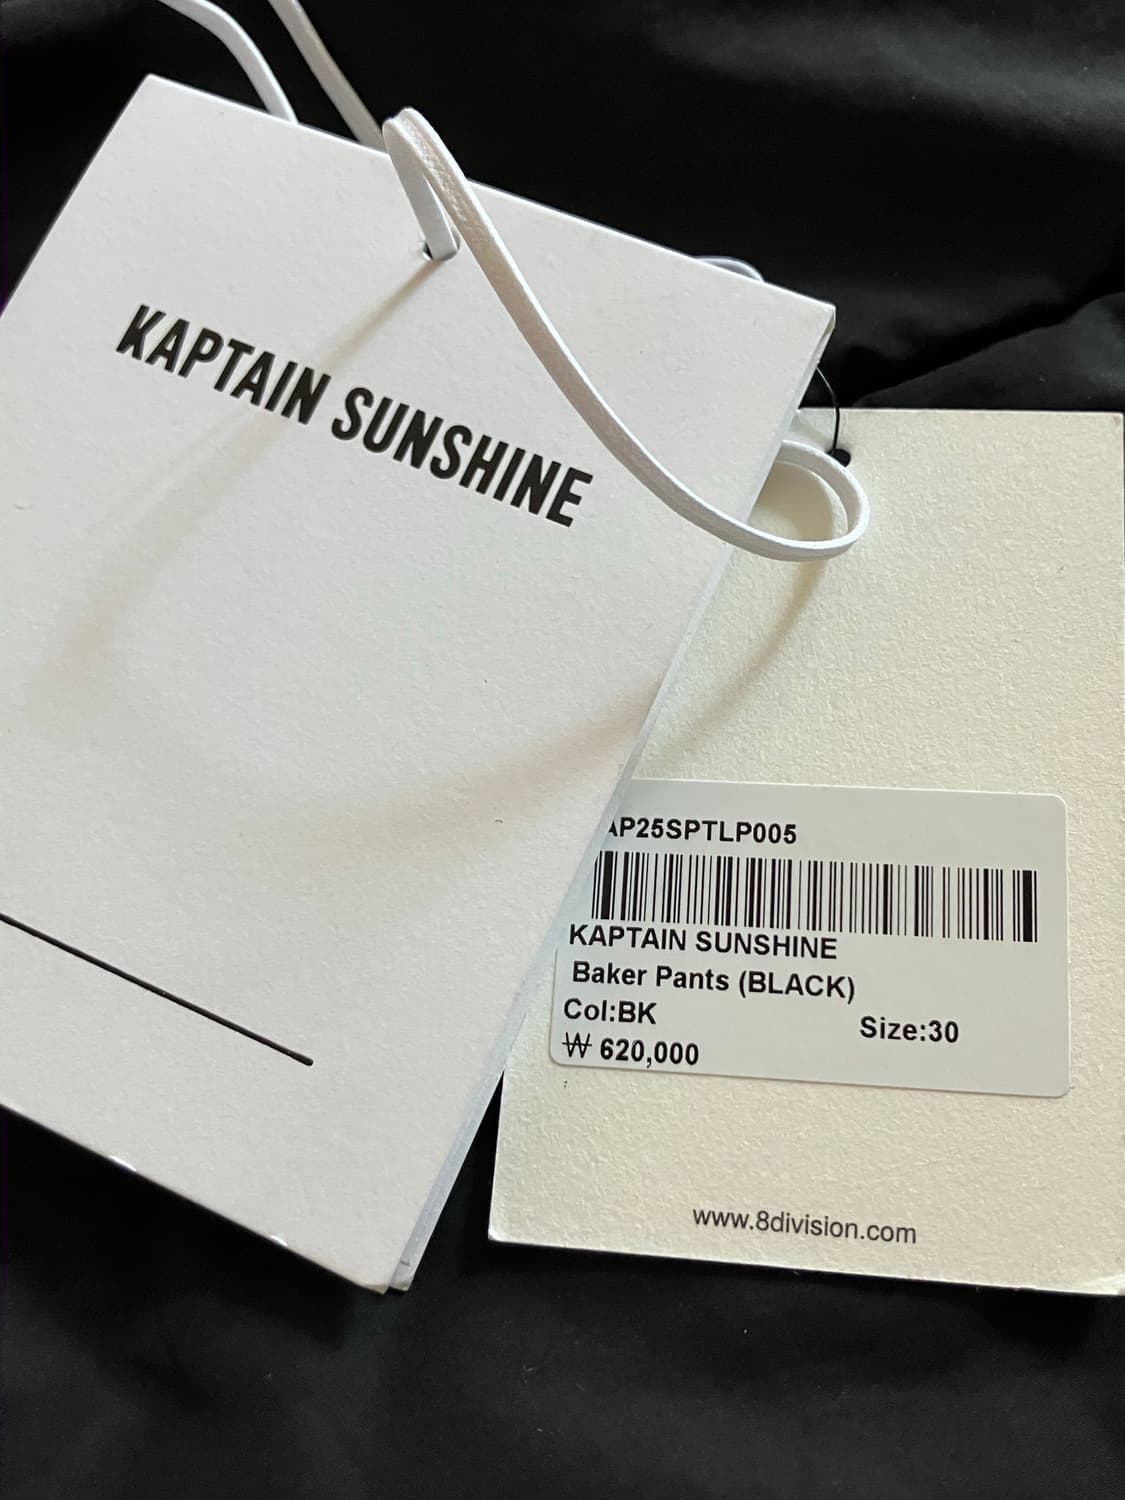 KAPTAIN SUNSHINE
AP25SPTLP005
KAPTAIN SUNSHINE
Baker Pants (BLACK)
Col:BK
Size:30
₩ 620,000
www.8division.com